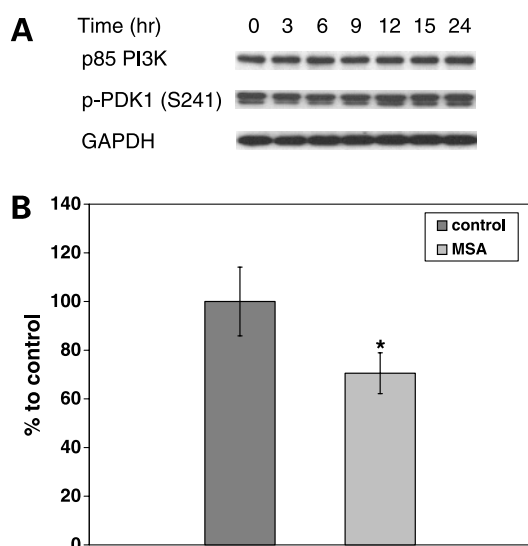 A
Time (hr) 0 3 6 9 12 15 24
p85 PI3K
p-PDK1 (S241)
GAPDH
B
% to control
140
120
100
80
60
40
20
0
control
MSA
*